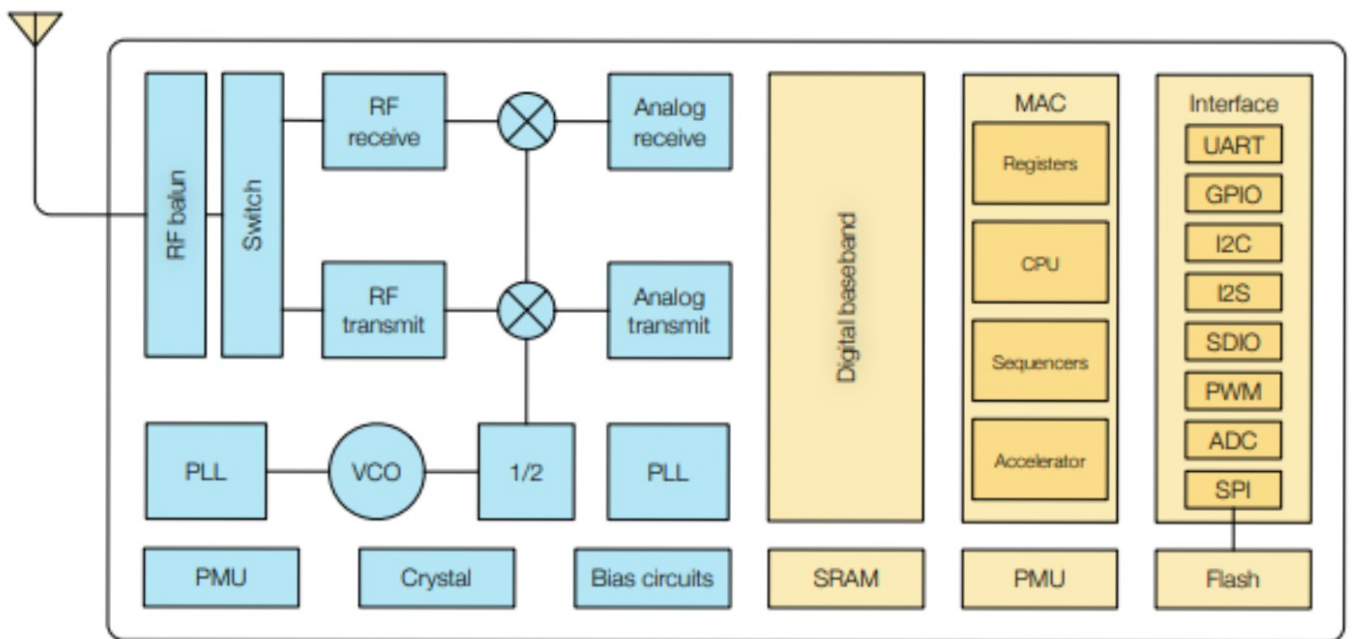 RF balun
Switch
RF
receive
Analog
receive
RF
transmit
Analog
transmit
PLL
VCO
1/2
PLL
PMU
Crystal
Bias circuits
Digital baseband
SRAM
MAC
Registers
CPU
Sequencers
Accelerator
PMU
Interface
UART
GPIO
I2C
I2S
SDIO
PWM
ADC
SPI
Flash